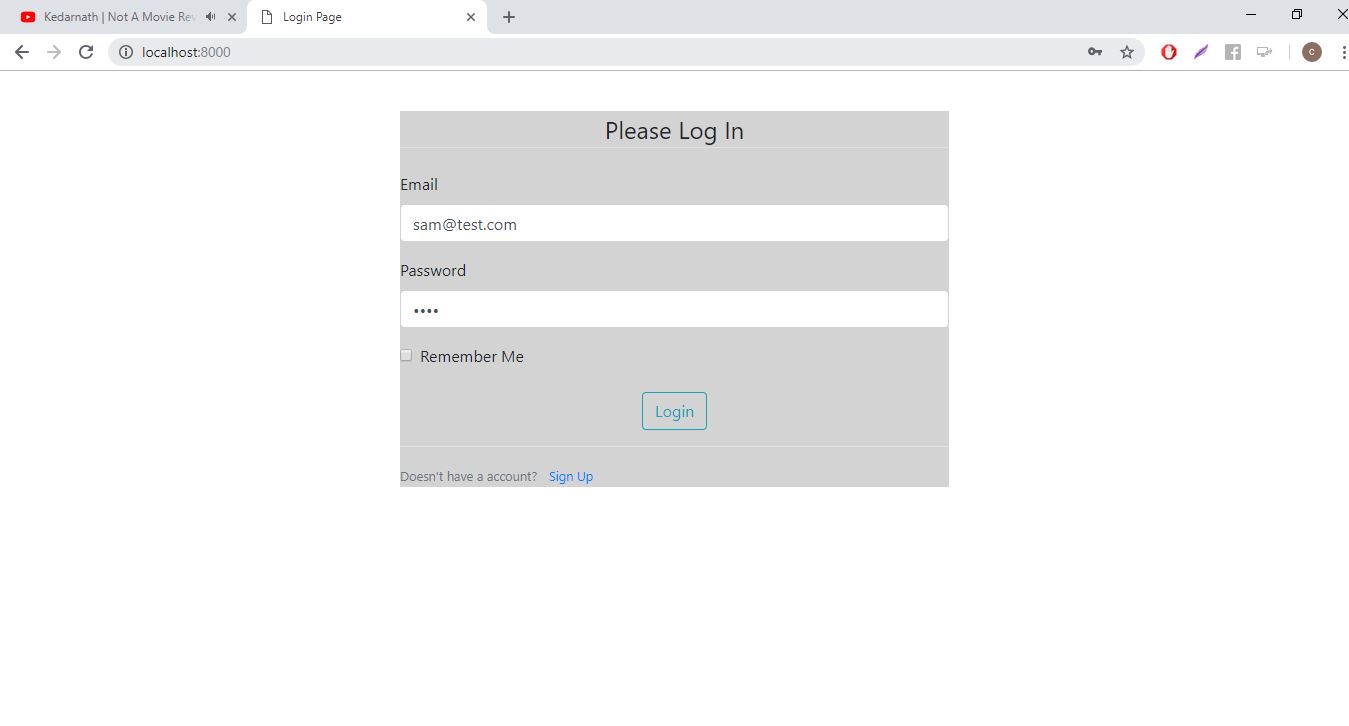 Kedarnath | Not A Movie Rev
Login Page
localhost:8000
c
Please Log In
Email
sam@test.com
Password
••••
Remember Me
Login
Doesn't have a account? Sign Up